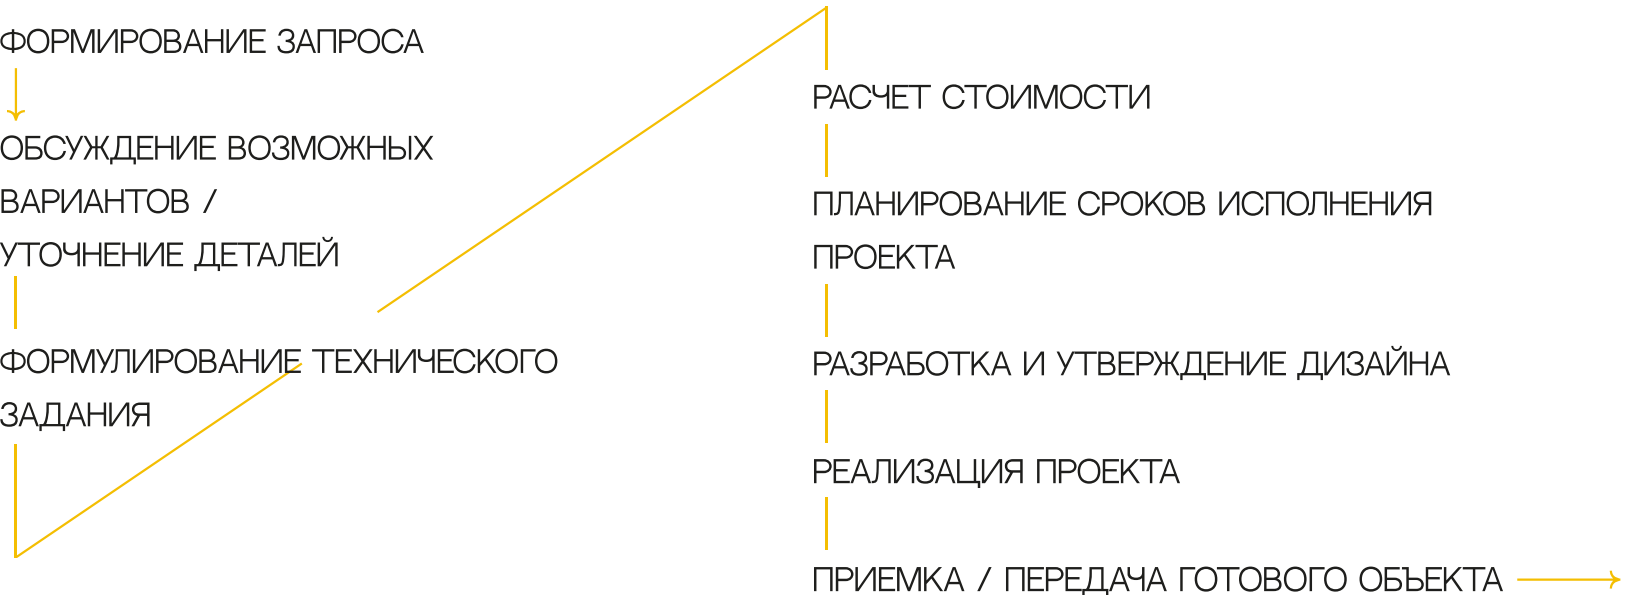 ФОРМИРОВАНИЕ ЗАПРОСА
ОБСУЖДЕНИЕ ВОЗМОЖНЫХ
ВАРИАНТОВ /
УТОЧНЕНИЕ ДЕТАЛЕЙ
ФОРМУЛИРОВАНИЕ ТЕХНИЧЕСКОГО
ЗАДАНИЯ
РАСЧЕТ СТОИМОСТИ
ПЛАНИРОВАНИЕ СРОКОВ ИСПОЛНЕНИЯ
ПРОЕКТА
РАЗРАБОТКА И УТВЕРЖДЕНИЕ ДИЗАЙНА
РЕАЛИЗАЦИЯ ПРОЕКТА
ПРИЕМКА / ПЕРЕДАЧА ГОТОВОГО ОБЪЕКТА